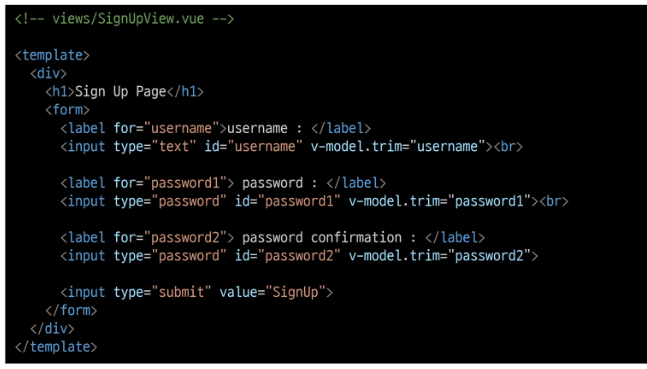 <!-- views/SignUpView.vue -->
<template>
  <div>
    <h1>Sign Up Page</h1>
    <form>
      <label for="username">username : </label>
      <input type="text" id="username" v-model.trim="username"><br>
      <label for="password1"> password : </label>
      <input type="password" id="password1" v-model.trim="password1"><br>
      <label for="password2"> password confirmation : </label>
      <input type="password" id="password2" v-model.trim="password2">
      <input type="submit" value="SignUp">
    </form>
  </div>
</template>